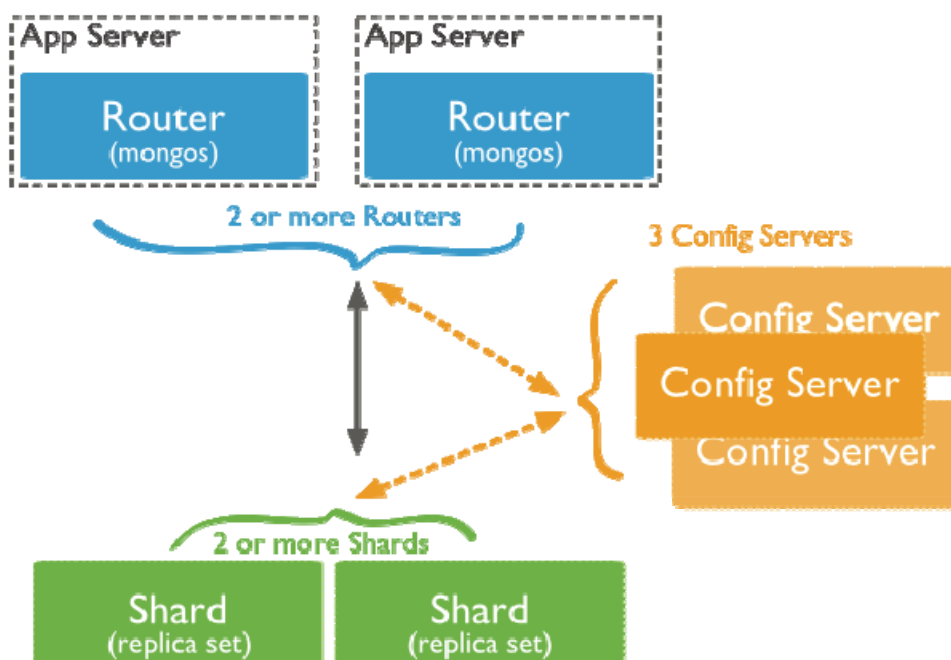 App Server
Router
(mongos)
App Server
Router
(mongos)
2 or more Routers
3 Config Servers
Config Server
Config Server
Config Server
2 or more Shards
Shard
(replica set)
Shard
(replica set)